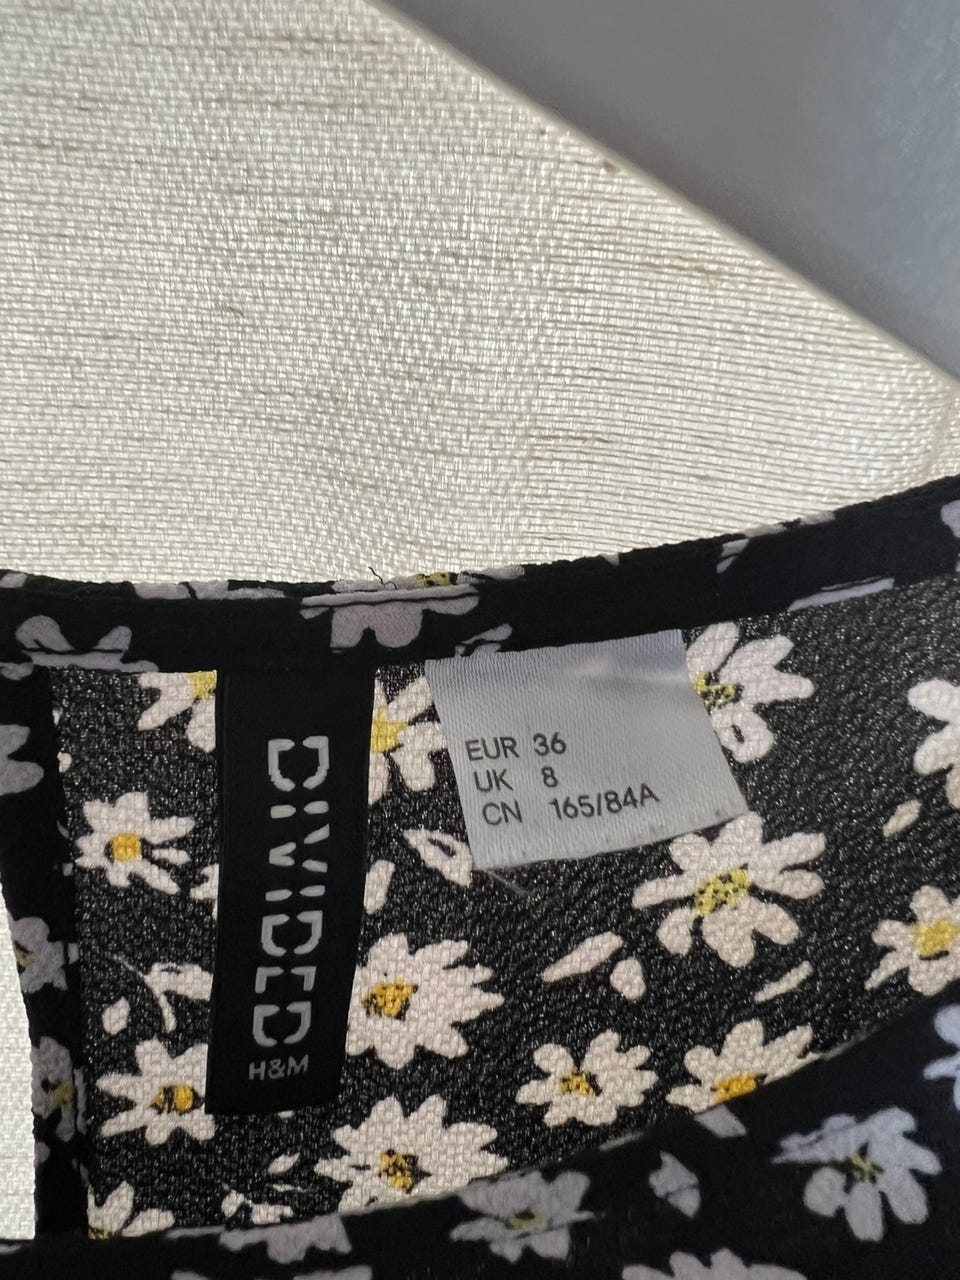 DIVIDED
H&M
EUR 36
UK 8
CN 165/84A